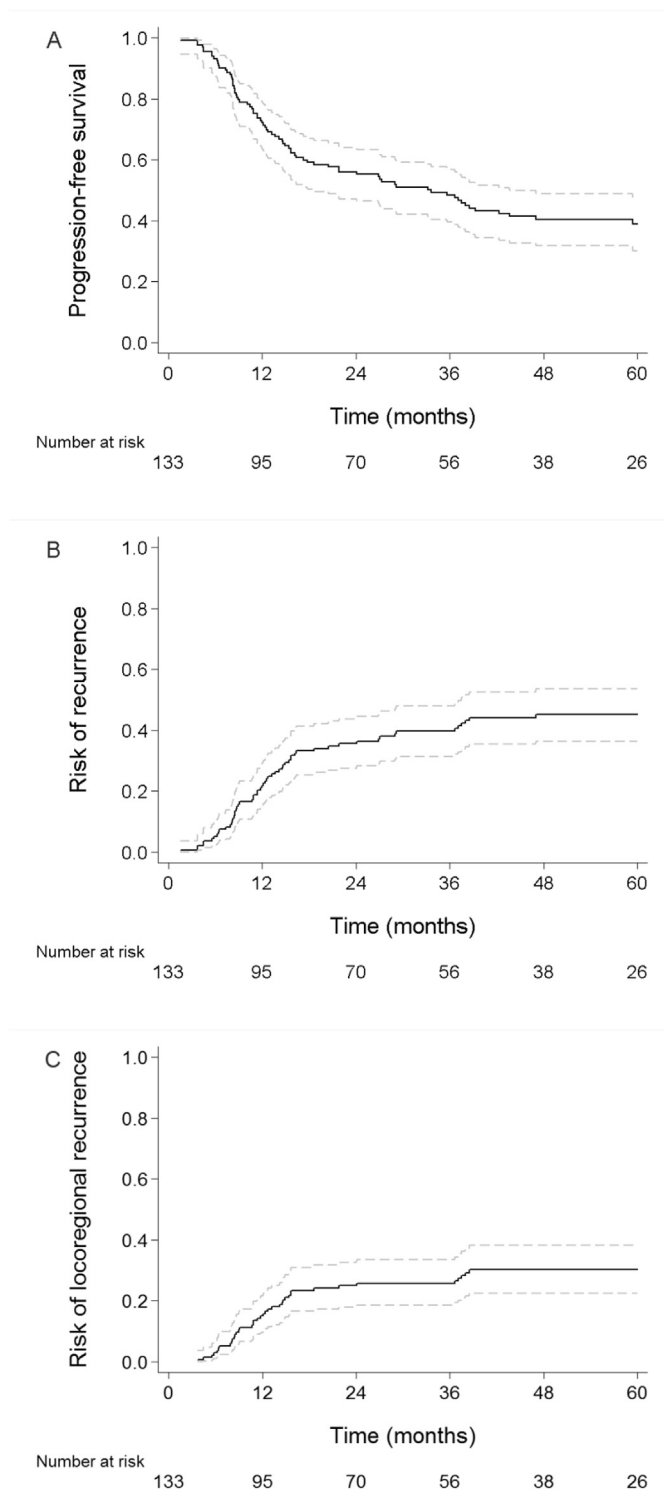 A
Progression-free survival
1.0
0.8
0.6
0.4
0.2
0.0
0 12 24 36 48 60
Time (months)
Number at risk
133 95 70 56 38 26
B
Risk of recurrence
1.0
0.8
0.6
0.4
0.2
0.0
0 12 24 36 48 60
Time (months)
Number at risk
133 95 70 56 38 26
C
Risk of locoregional recurrence
1.0
0.8
0.6
0.4
0.2
0.0
0 12 24 36 48 60
Time (months)
Number at risk
133 95 70 56 38 26